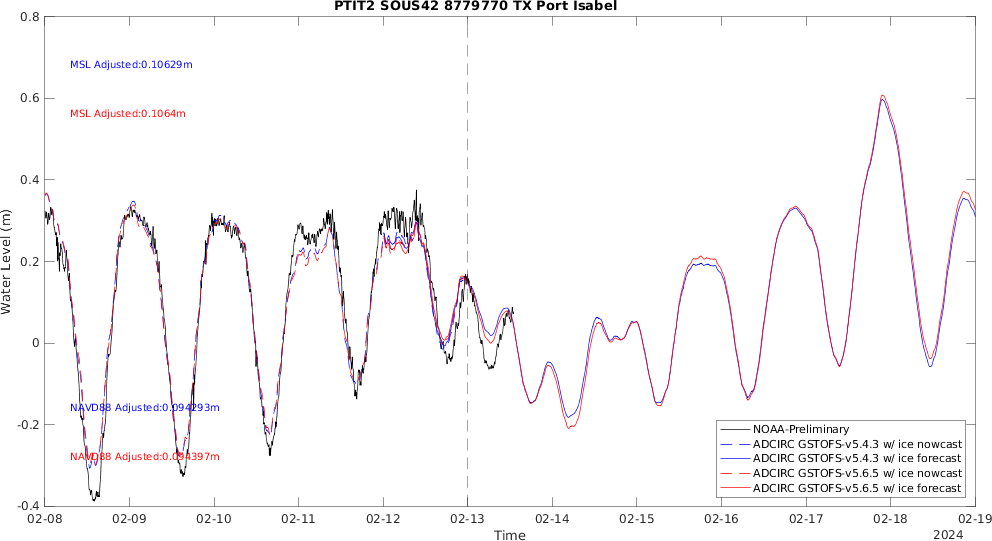 PTIT2 SOUS42 8779770 TX Port Isabel
0.8
0.6
0.4
0.2
0
-0.2
-0.4
Water Level (m)
MSL Adjusted:0.10629m
MSL Adjusted:0.1064m
NAVD88 Adjusted:0.094293m
NAVD88 Adjusted:0.094397m
NOAA-Preliminary
ADCIRC GSTOFS-v5.4.3 w/ ice nowcast
ADCIRC GSTOFS-v5.4.3 w/ ice forecast
ADCIRC GSTOFS-v5.6.5 w/ ice nowcast
ADCIRC GSTOFS-v5.6.5 w/ ice forecast
02-08 02-09 02-10 02-11 02-12 02-13 02-14 02-15 02-16 02-17 02-18 02-19
Time
2024